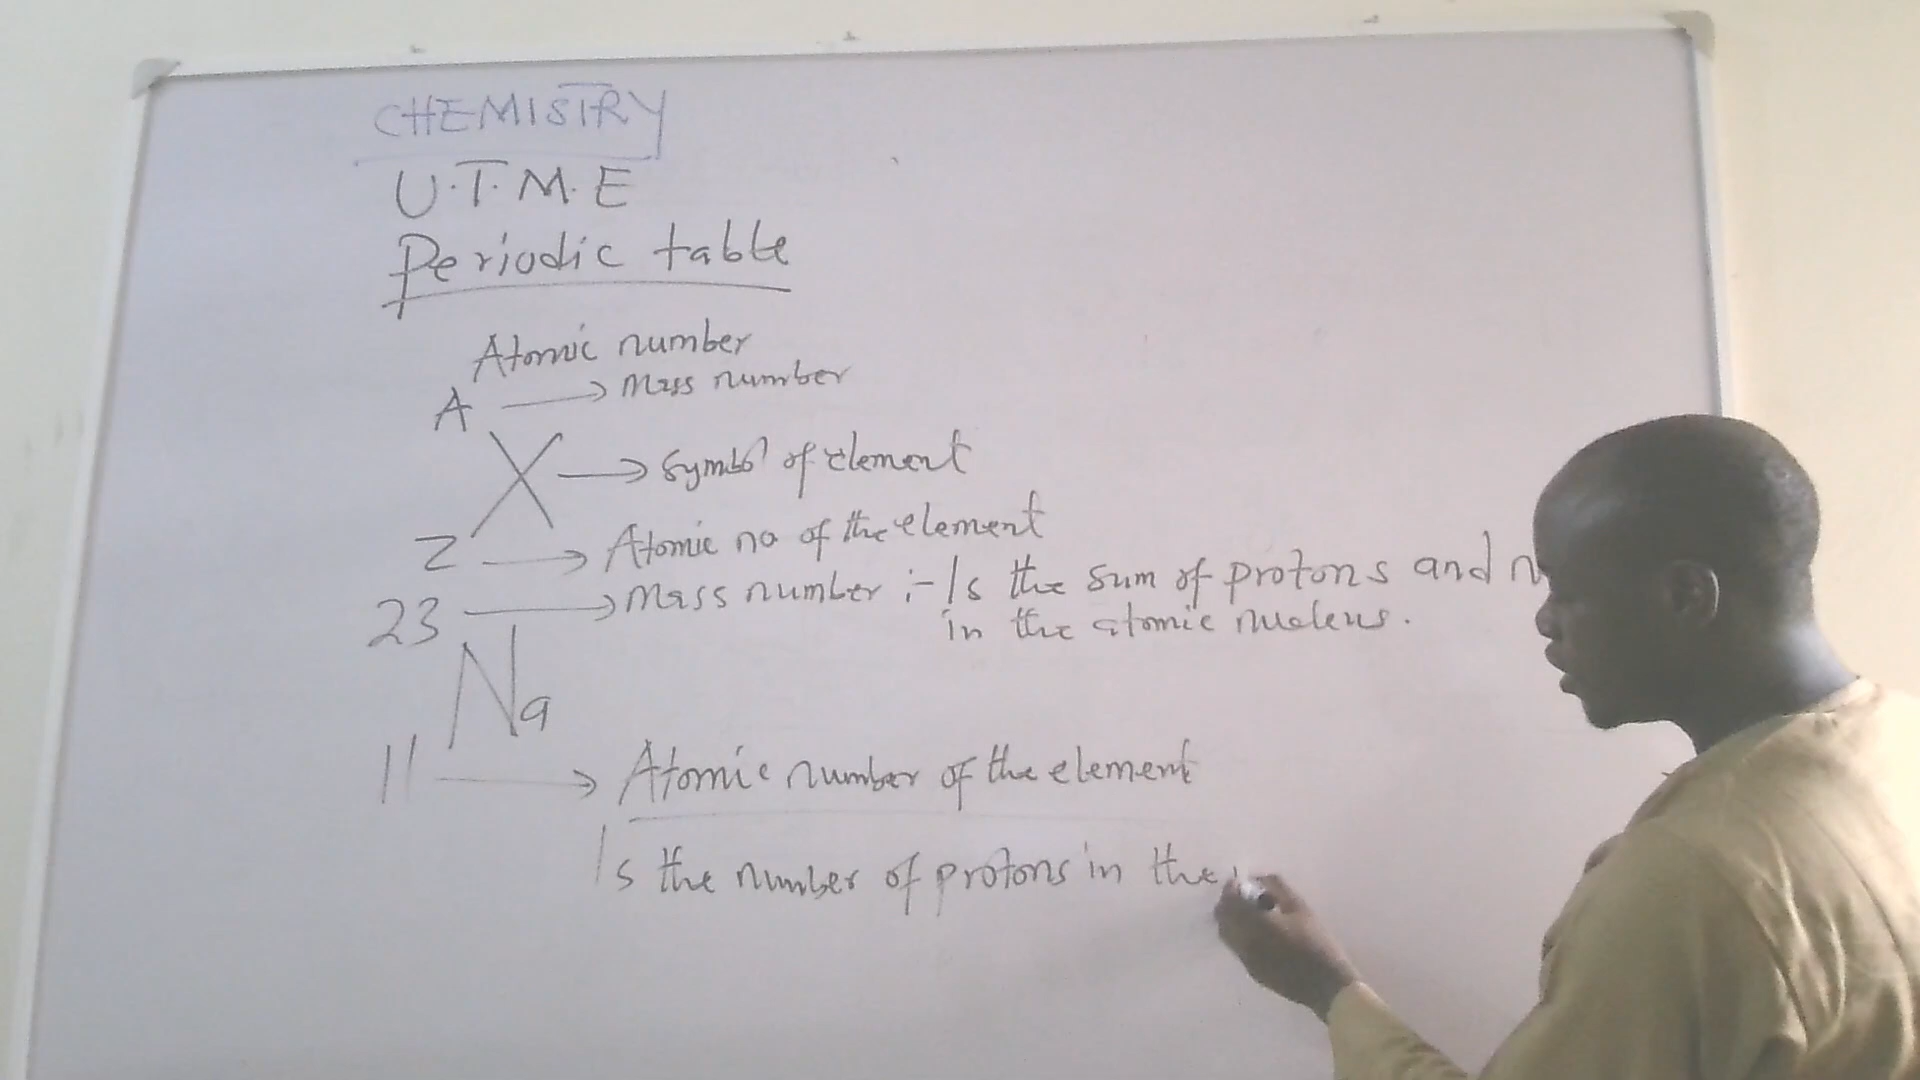 CHEMISTRY
U.T.M.E
Periodic table
Atomic number
A → Mass number
X → Symbol of element
Z → Atomic no of the element
23 → Mass number :- Is the sum of protons and
in the atomic nucleus.
Na
11 → Atomic number of the element
Is the number of protons in the